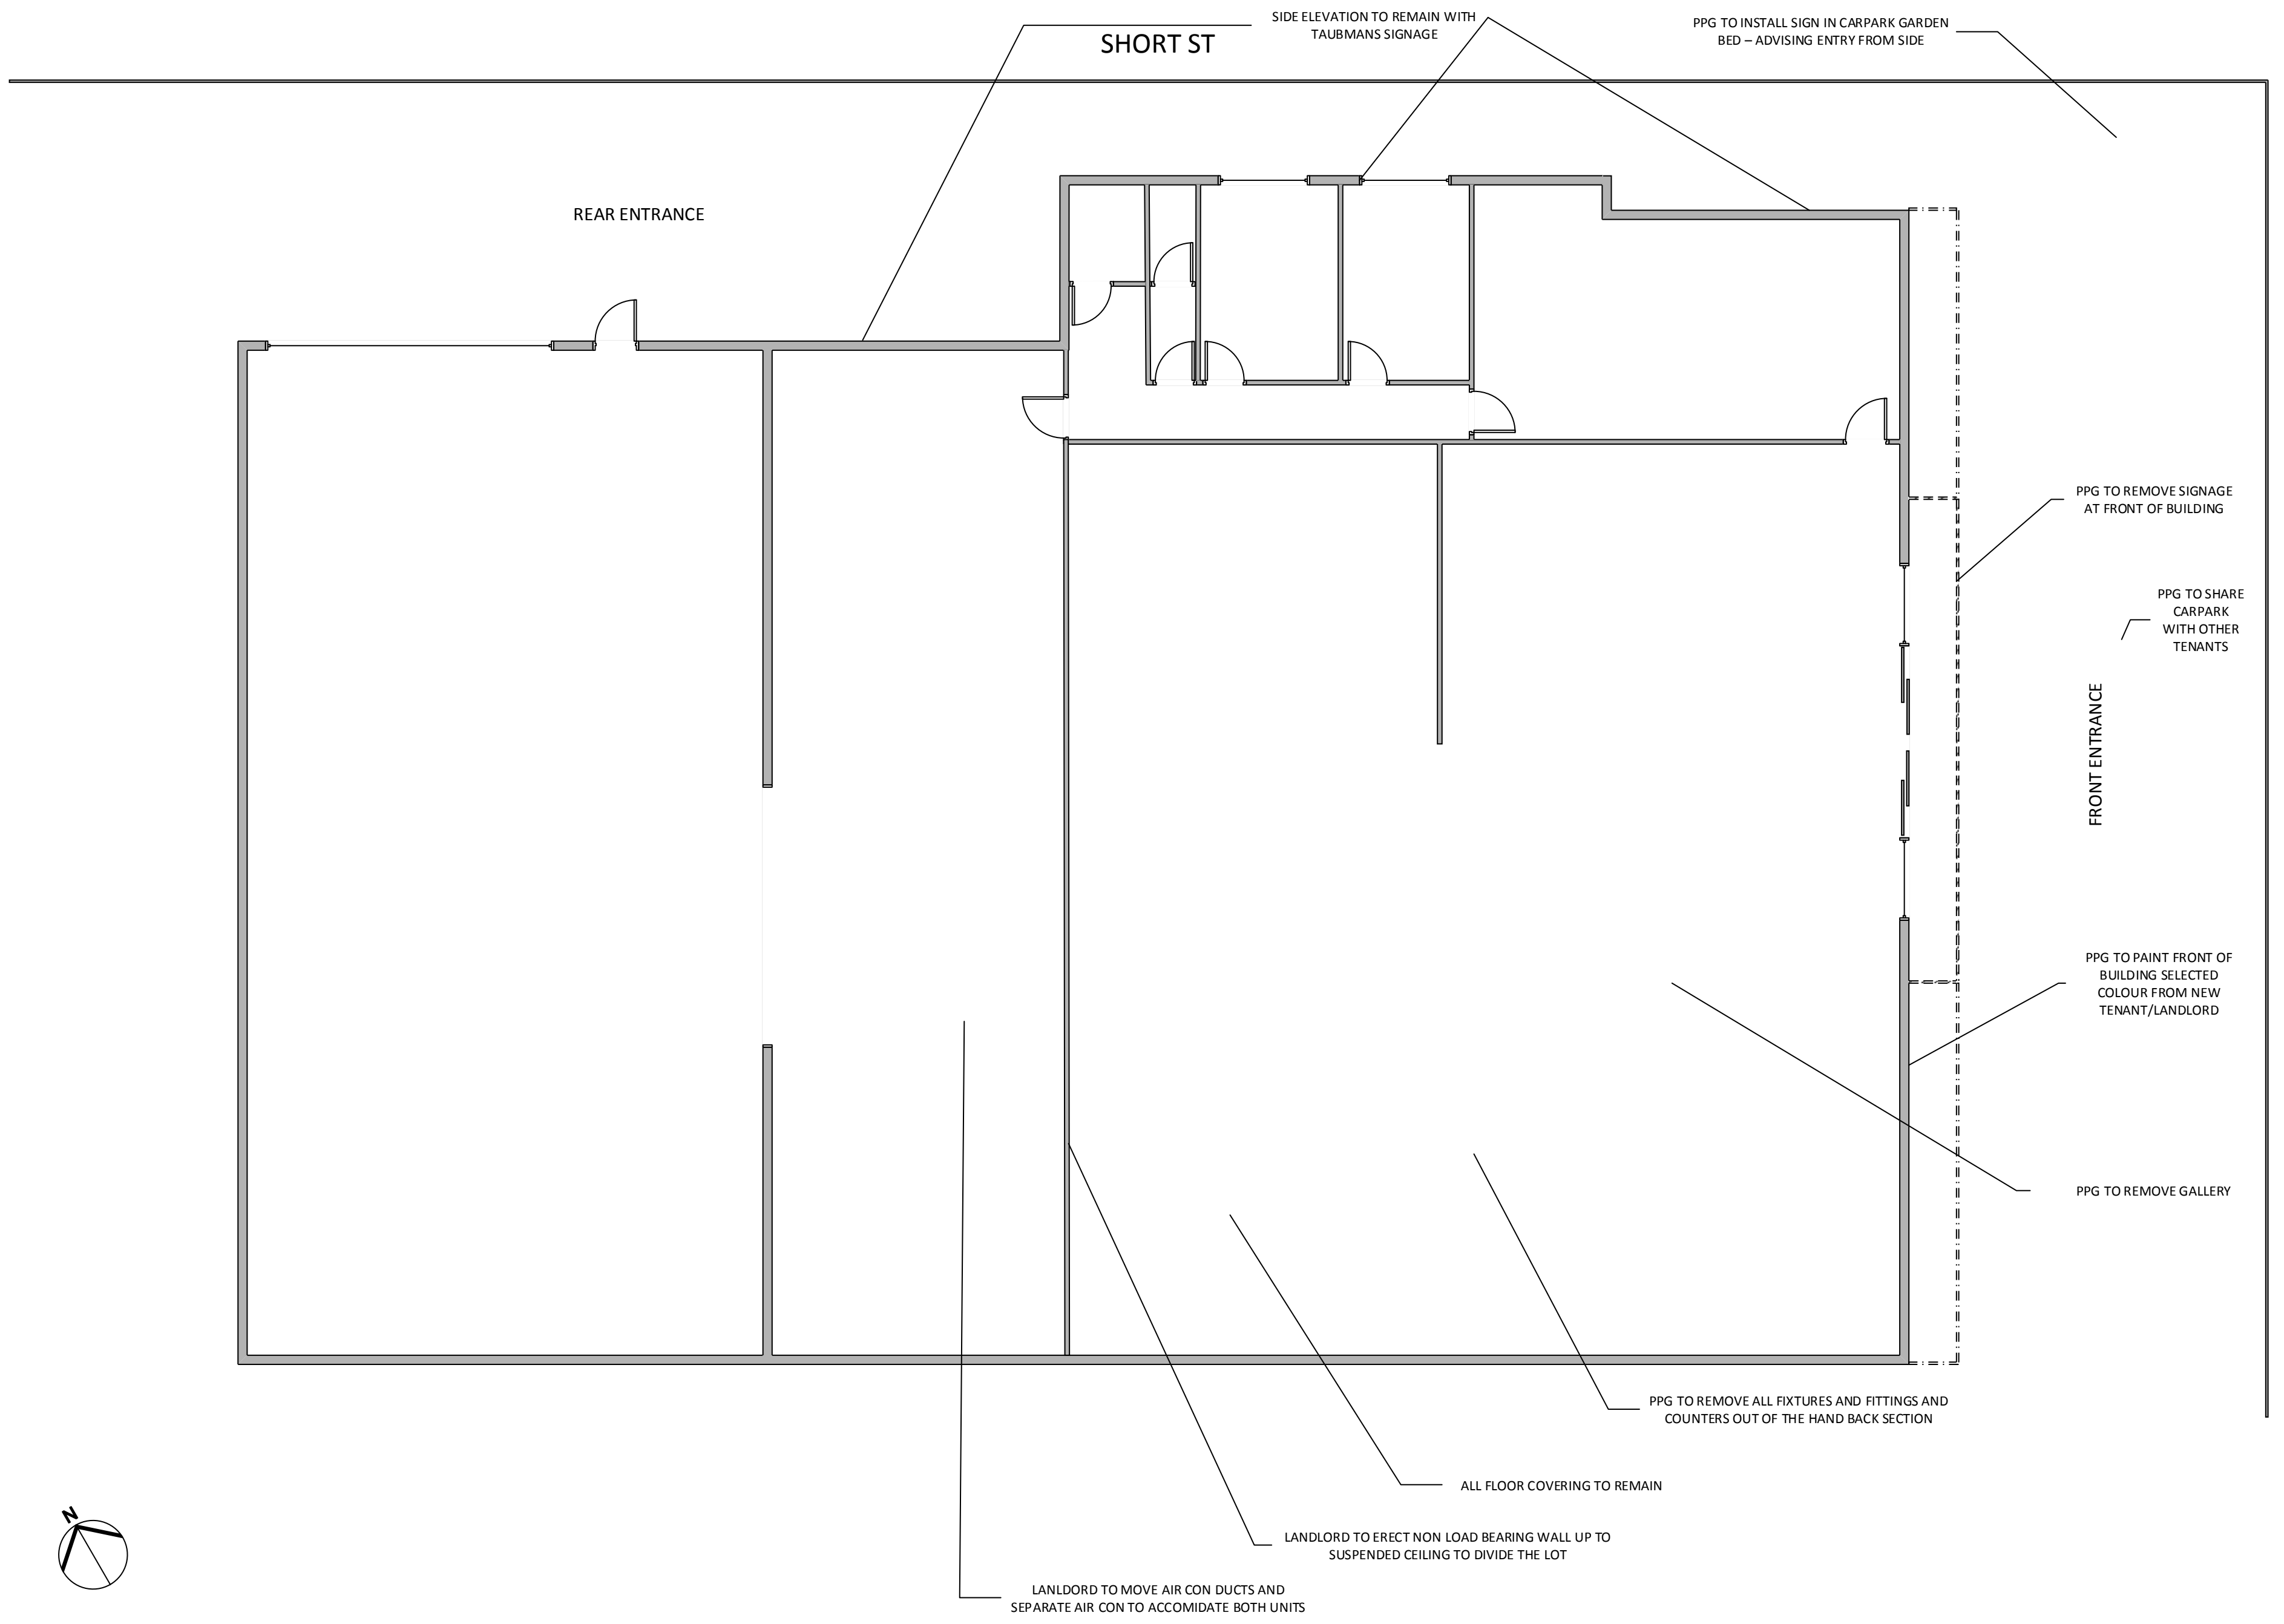 SIDE ELEVATION TO REMAIN WITH
TAUBMANS SIGNAGE
SHORT ST
PPG TO INSTALL SIGN IN CARPARK GARDEN
BED – ADVISING ENTRY FROM SIDE
REAR ENTRANCE
PPG TO REMOVE SIGNAGE
AT FRONT OF BUILDING
PPG TO SHARE
CARPARK
WITH OTHER
TENANTS
FRONT ENTRANCE
PPG TO PAINT FRONT OF
BUILDING SELECTED
COLOUR FROM NEW
TENANT/LANDLORD
PPG TO REMOVE GALLERY
PPG TO REMOVE ALL FIXTURES AND FITTINGS AND
COUNTERS OUT OF THE HAND BACK SECTION
ALL FLOOR COVERING TO REMAIN
LANDLORD TO ERECT NON LOAD BEARING WALL UP TO
SUSPENDED CEILING TO DIVIDE THE LOT
LANLDORD TO MOVE AIR CON DUCTS AND
SEPARATE AIR CON TO ACCOMIDATE BOTH UNITS
N